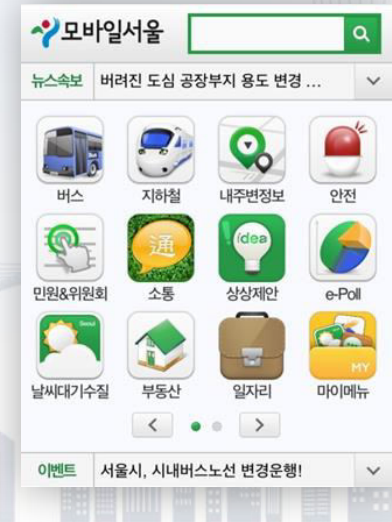 모바일서울
뉴스속보 버려진 도심 공장부지 용도 변경 ...
버스 지하철 내주변정보 안전
通 idea
민원&위원회 소통 상상제안 e-Poll
Seoul MY
날씨대기수질 부동산 일자리 마이메뉴
이벤트 서울시, 시내버스노선 변경운행!